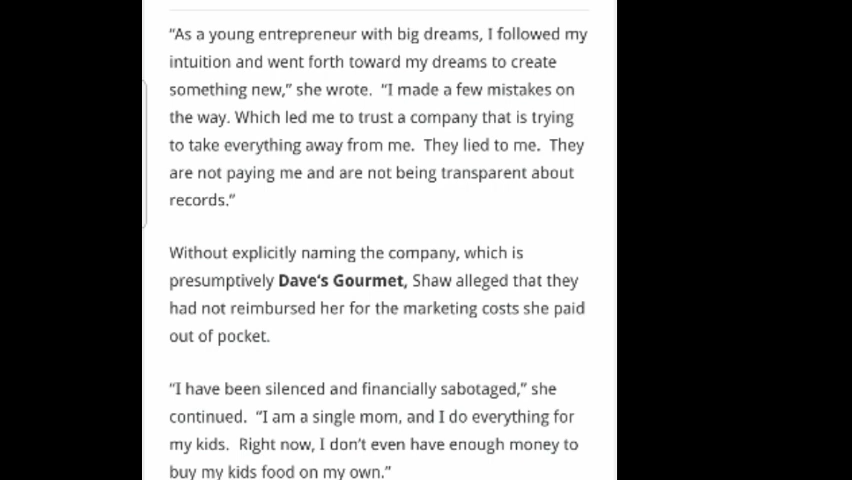 “As a young entrepreneur with big dreams, I followed my
intuition and went forth toward my dreams to create
something new,” she wrote.  “I made a few mistakes on
the way. Which led me to trust a company that is trying
to take everything away from me.  They lied to me.  They
are not paying me and are not being transparent about
records.”
Without explicitly naming the company, which is
presumptively Dave’s Gourmet, Shaw alleged that they
had not reimbursed her for the marketing costs she paid
out of pocket.
“I have been silenced and financially sabotaged,” she
continued.  “I am a single mom, and I do everything for
my kids.  Right now, I don’t even have enough money to
buy my kids food on my own.”